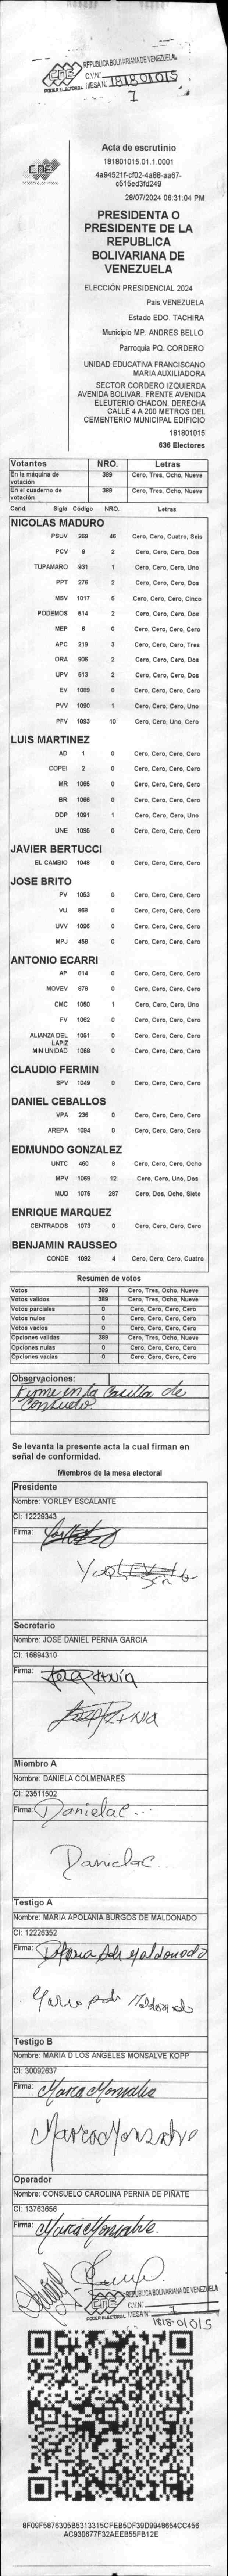 REPUBLICA BOLIVARIANA DE VENEZUELA
CNE
C.V.N°
PODER ELECTORAL MESA N. 181801015
1
Acta de escrutinio
181801015.01.1.0001
4a94521f-cf02-4a88-aa67-
c515ed3fd249
28/07/2024 06:31:04 PM
PRESIDENTA O
PRESIDENTE DE LA
REPUBLICA
BOLIVARIANA DE
VENEZUELA
ELECCIÓN PRESIDENCIAL 2024
Pais VENEZUELA
Estado EDO. TACHIRA
Municipio MP. ANDRES BELLO
Parroquia PQ. CORDERO
UNIDAD EDUCATIVA FRANCISCANO
MARIA AUXILIADORA
SECTOR CORDERO IZQUIERDA
AVENIDA BOLIVAR. FRENTE AVENIDA
ELEUTERIO CHACON. DERECHA
CALLE 4 A 200 METROS DEL
CEMENTERIO MUNICIPAL EDIFICIO
181801015
636 Electores
Votantes NRO. Letras
En la máquina de votación 389 Cero, Tres, Ocho, Nueve
En el cuaderno de votación 389 Cero, Tres, Ocho, Nueve
Cand. Sigla Código NRO. Letras
NICOLAS MADURO
PSUV 269 46 Cero, Cero, Cuatro, Seis
PCV 9 2 Cero, Cero, Cero, Dos
TUPAMARO 931 1 Cero, Cero, Cero, Uno
PPT 276 2 Cero, Cero, Cero, Dos
MSV 1017 5 Cero, Cero, Cero, Cinco
PODEMOS 514 2 Cero, Cero, Cero, Dos
MEP 6 0 Cero, Cero, Cero, Cero
APC 219 3 Cero, Cero, Cero, Tres
ORA 906 2 Cero, Cero, Cero, Dos
UPV 513 2 Cero, Cero, Cero, Dos
EV 1089 0 Cero, Cero, Cero, Cero
PVV 1090 1 Cero, Cero, Cero, Uno
PFV 1093 10 Cero, Cero, Uno, Cero
LUIS MARTINEZ
AD 1 0 Cero, Cero, Cero, Cero
COPEI 2 0 Cero, Cero, Cero, Cero
MR 1065 0 Cero, Cero, Cero, Cero
BR 1066 0 Cero, Cero, Cero, Cero
DDP 1091 1 Cero, Cero, Cero, Uno
UNE 1095 0 Cero, Cero, Cero, Cero
JAVIER BERTUCCI
EL CAMBIO 1048 0 Cero, Cero, Cero, Cero
JOSE BRITO
PV 1053 0 Cero, Cero, Cero, Cero
VU 868 0 Cero, Cero, Cero, Cero
UVV 1096 0 Cero, Cero, Cero, Cero
MPJ 458 0 Cero, Cero, Cero, Cero
ANTONIO ECARRI
AP 614 0 Cero, Cero, Cero, Cero
MOVEV 978 0 Cero, Cero, Cero, Cero
CMC 1050 1 Cero, Cero, Cero, Uno
FV 1062 0 Cero, Cero, Cero, Cero
ALIANZA DEL LAPIZ 1051 0 Cero, Cero, Cero, Cero
MIN UNIDAD 1069 0 Cero, Cero, Cero, Cero
CLAUDIO FERMIN
SPV 1049 0 Cero, Cero, Cero, Cero
DANIEL CEBALLOS
VPA 236 0 Cero, Cero, Cero, Cero
AREPA 1094 0 Cero, Cero, Cero, Cero
EDMUNDO GONZALEZ
UNTC 460 8 Cero, Cero, Cero, Ocho
MPV 1069 12 Cero, Cero, Uno, Dos
MUD 1075 287 Cero, Dos, Ocho, Siete
ENRIQUE MARQUEZ
CENTRADOS 1073 0 Cero, Cero, Cero, Cero
BENJAMIN RAUSSEO
CONDE 1092 4 Cero, Cero, Cero, Cuatro
Resumen de votos
Votos 389 Cero, Tres, Ocho, Nueve
Votos validos 389 Cero, Tres, Ocho, Nueve
Votos parciales 0 Cero, Cero, Cero, Cero
Votos nulos 0 Cero, Cero, Cero, Cero
Votos vacios 0 Cero, Cero, Cero, Cero
Opciones validas 389 Cero, Tres, Ocho, Nueve
Opciones nulas 0 Cero, Cero, Cero, Cero
Opciones vacias 0 Cero, Cero, Cero, Cero
Observaciones:
Firme en la Casilla de
Consuelo
Se levanta la presente acta la cual firman en
señal de conformidad.
Miembros de la mesa electoral
Presidente
Nombre: YORLEY ESCALANTE
CI: 12229343
Firma:
Secretario
Nombre: JOSE DANIEL PERNIA GARCIA
CI: 16894310
Firma:
Miembro A
Nombre: DANIELA COLMENARES
CI: 23511502
Firma: Danielac
Danielac
Testigo A
Nombre: MARIA APOLANIA BURGOS DE MALDONADO
CI: 12226352
Firma:
Testigo B
Nombre: MARIA D LOS ANGELES MONSALVE KOPP
CI: 30092637
Firma: Maria Monsalve
Maria Monsalve
Operador
Nombre: CONSUELO CAROLINA PERNIA DE PIÑATE
CI: 13763656
Firma: Maria Monsalve
REPUBLICA BOLIVARIANA DE VENEZUELA
CNE
C.V.N°
PODER ELECTORAL MESA N. 1
1818-01015
8F09F5876305B5313315CFEB5DF39D9948654CC456
AC930677F32AEEB55FB12E